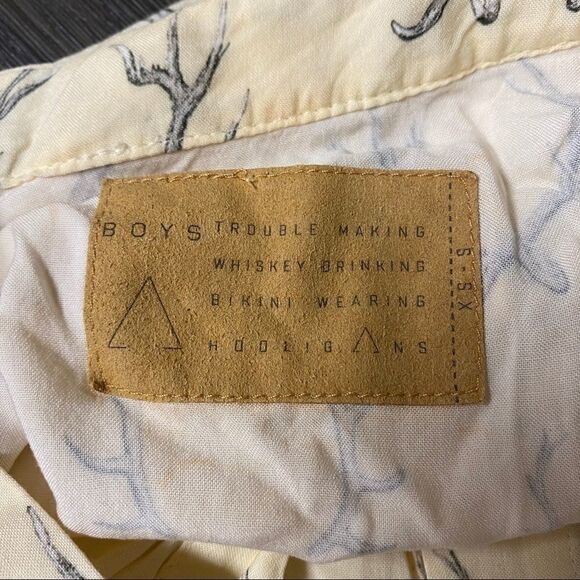 BOYS TROUBLE MAKING
WHISKEY DRINKING
BIKINI WEARING
HOOLIGANS
XS-S